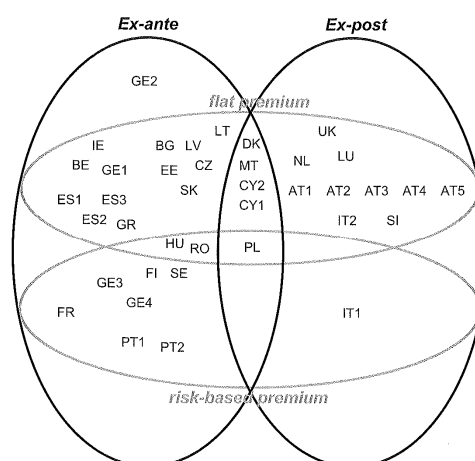 Ex-ante Ex-post
GE2
flat premium
LT UK
IE BG LV DK
NL LU
BE GE1 EE CZ MT
SK CY2 AT1 AT2 AT3 AT4 AT5
ES1 ES3 CY1
ES2 GR IT2 SI
HU RO PL
FI SE
GE3
GE4
FR IT1
PT1 PT2
risk-based premium